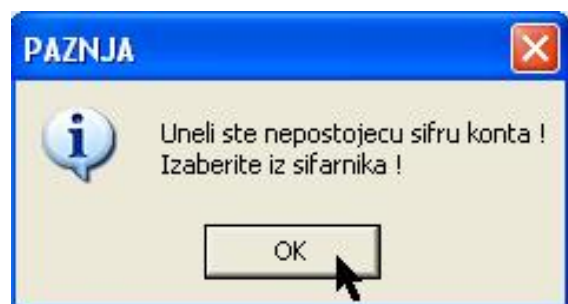 PAZNJA
Uneli ste nepostojecu sifru konta !
Izaberite iz sifarnika !
OK